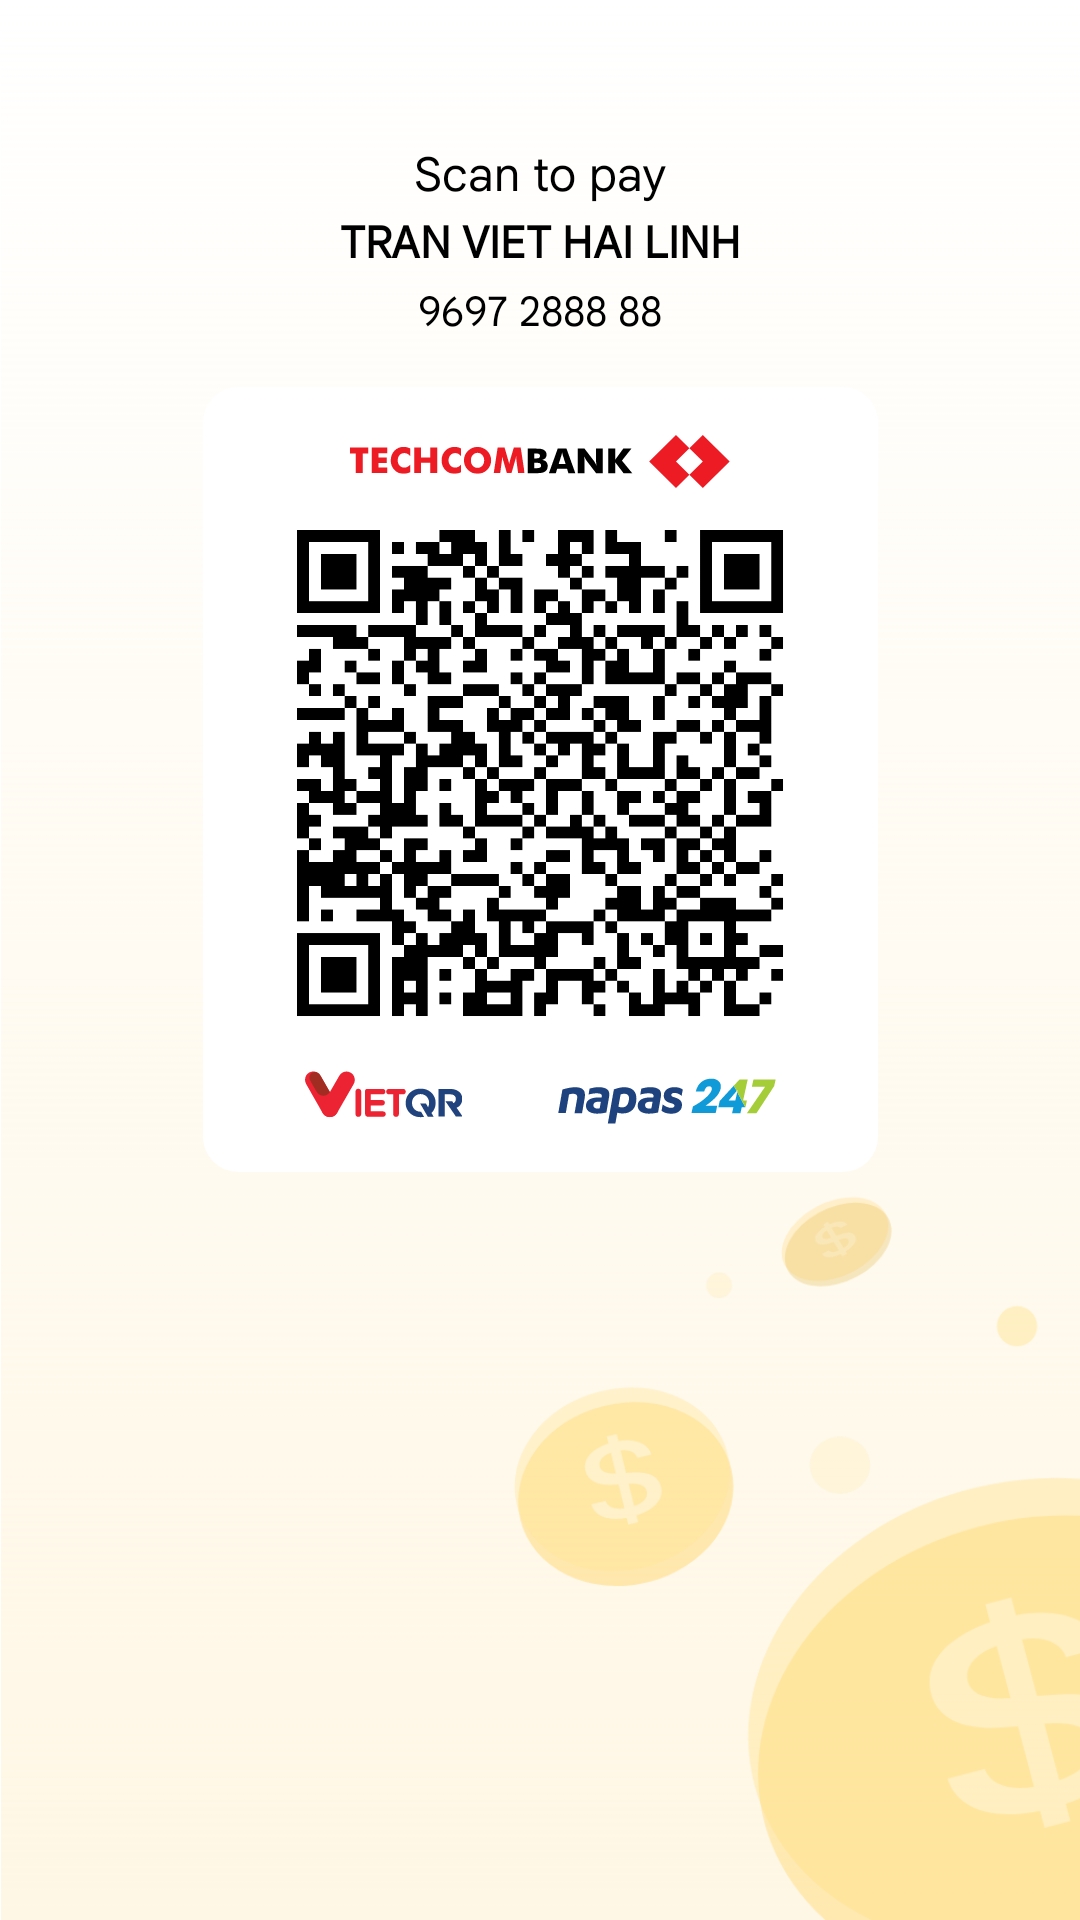 Scan to pay
TRAN VIET HAI LINH
9697 2888 88
TECHCOMBANK
VIETQR
napas 247
$
$
$